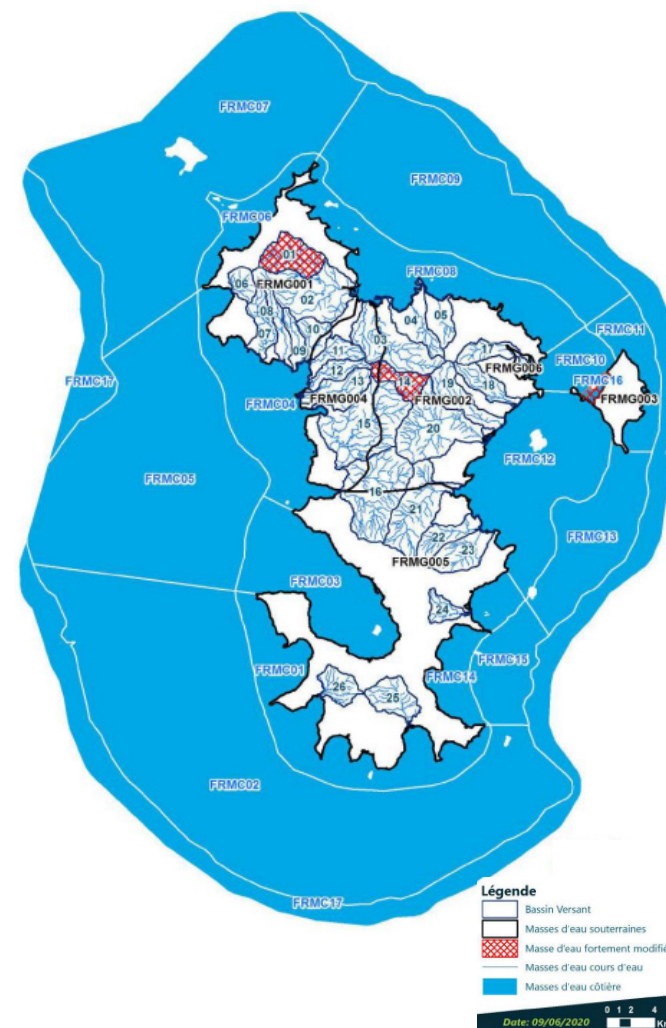 FRMC07
FRMC09
FRMC06
01
FRMC08
06
FRMG001
02
08
05
04
07
10
03
09
11
17
FRMC11
FRMG006
FRMC10
12
FRMC17
13
14
19
18
FRMC16
FRMC04
FRMG004
FRMG002
FRMG003
15
20
FRMC12
FRMC05
16
21
22
23
FRMC13
FRMG005
FRMC03
24
FRMC15
FRMC01
FRMC14
26
25
FRMC02
FRMC17
Légende
Bassin Versant
Masses d'eau souterraines
Masse d'eau fortement modifié
Masses d'eau cours d'eau
Masses d'eau côtière
0 1 2 4
Date: 09/06/2020